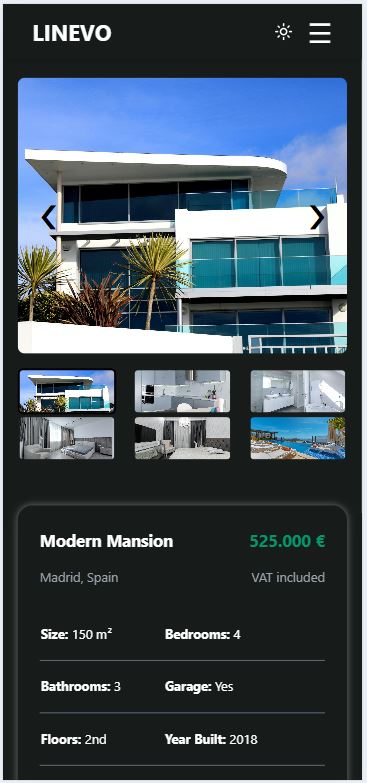 LINEVO
Modern Mansion 525.000 €
Madrid, Spain VAT included
Size: 150 m² Bedrooms: 4
Bathrooms: 3 Garage: Yes
Floors: 2nd Year Built: 2018